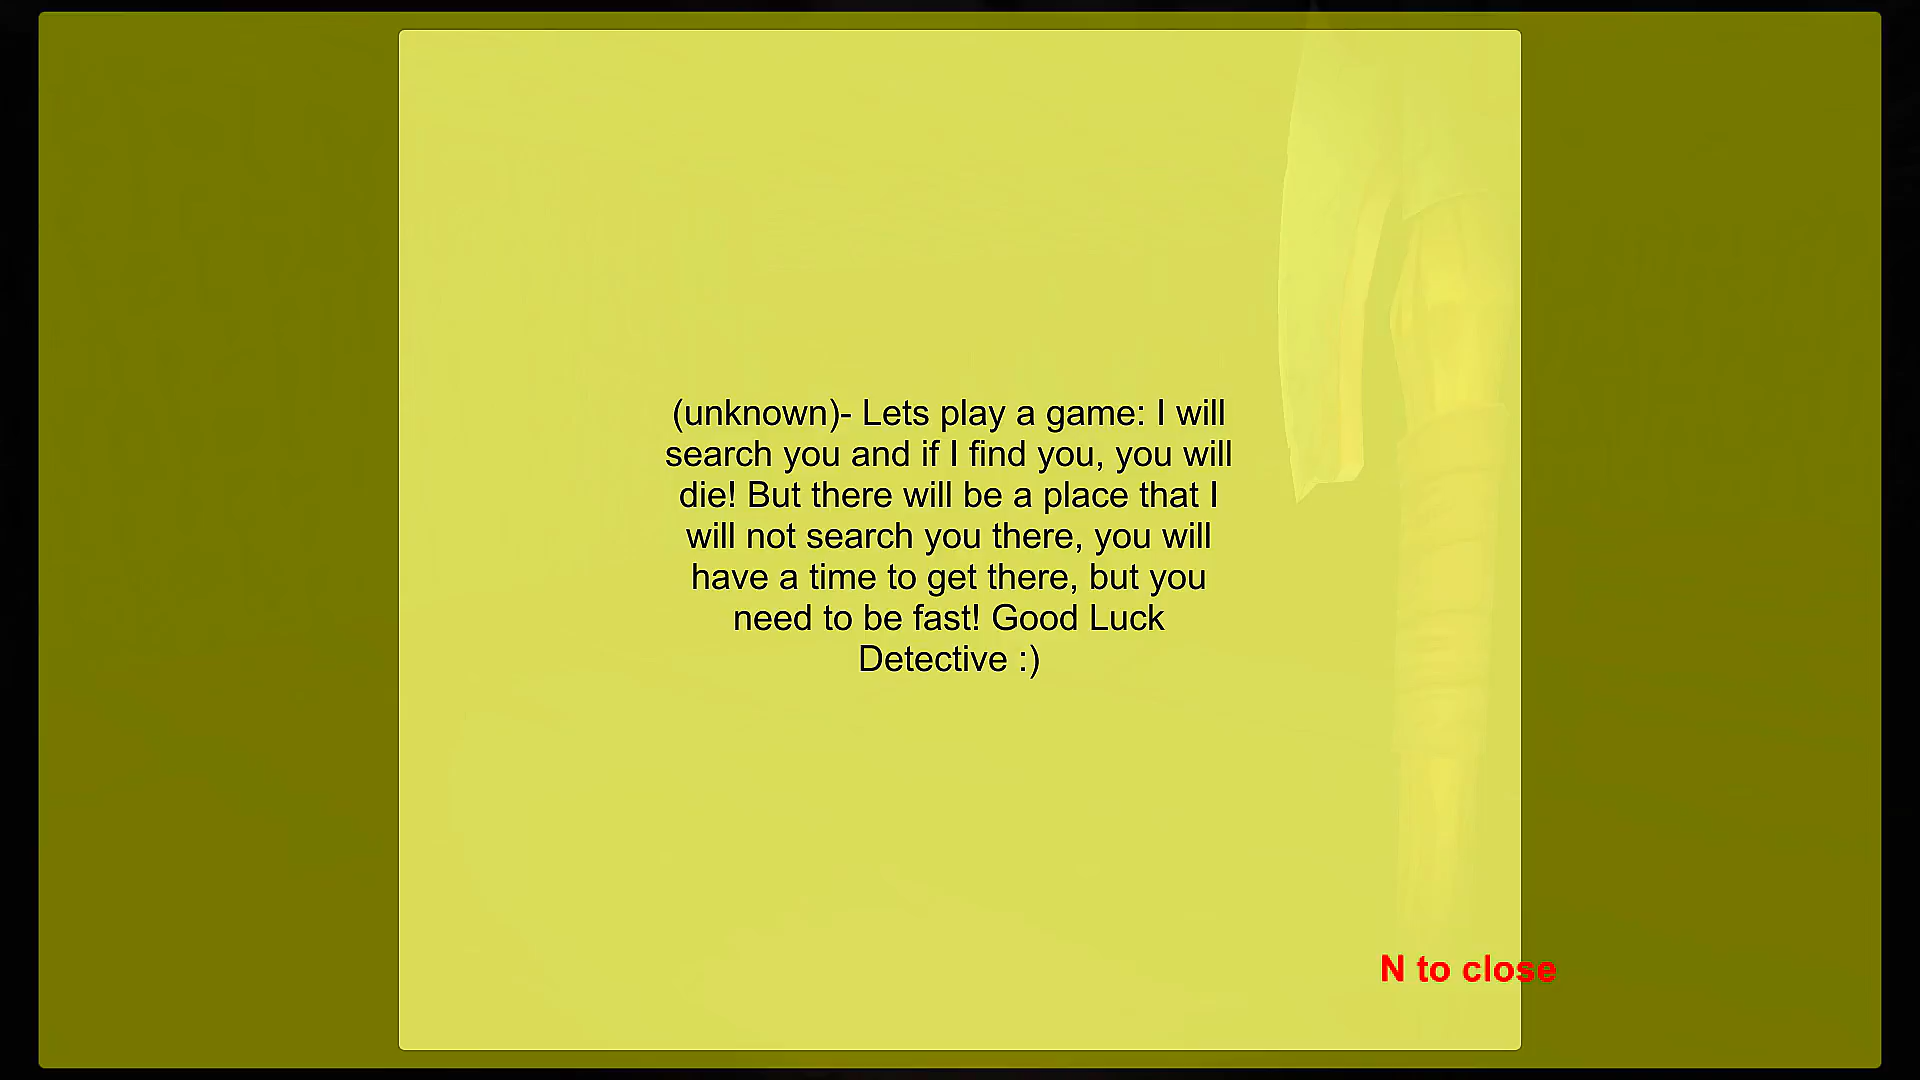 (unknown)- Lets play a game: I will
search you and if I find you, you will
die! But there will be a place that I
will not search you there, you will
have a time to get there, but you
need to be fast! Good Luck
Detective :)
N to close